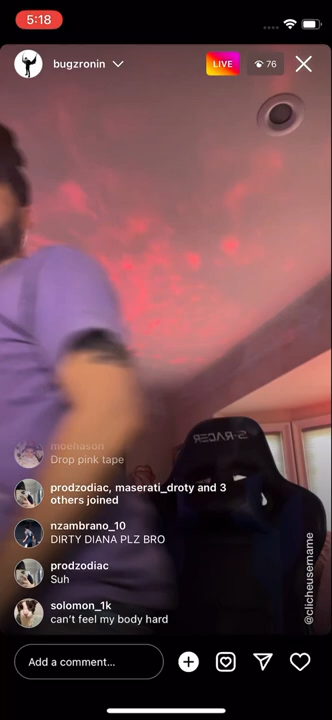 5:18
bugzronin
LIVE
76
S-RACER
moenason
Drop pink tape
prodzodiac, maserati_droty and 3
others joined
nzambrano_10
DIRTY DIANA PLZ BRO
prodzodiac
Suh
solomon_1k
can't feel my body hard
@clicheusername
Add a comment...